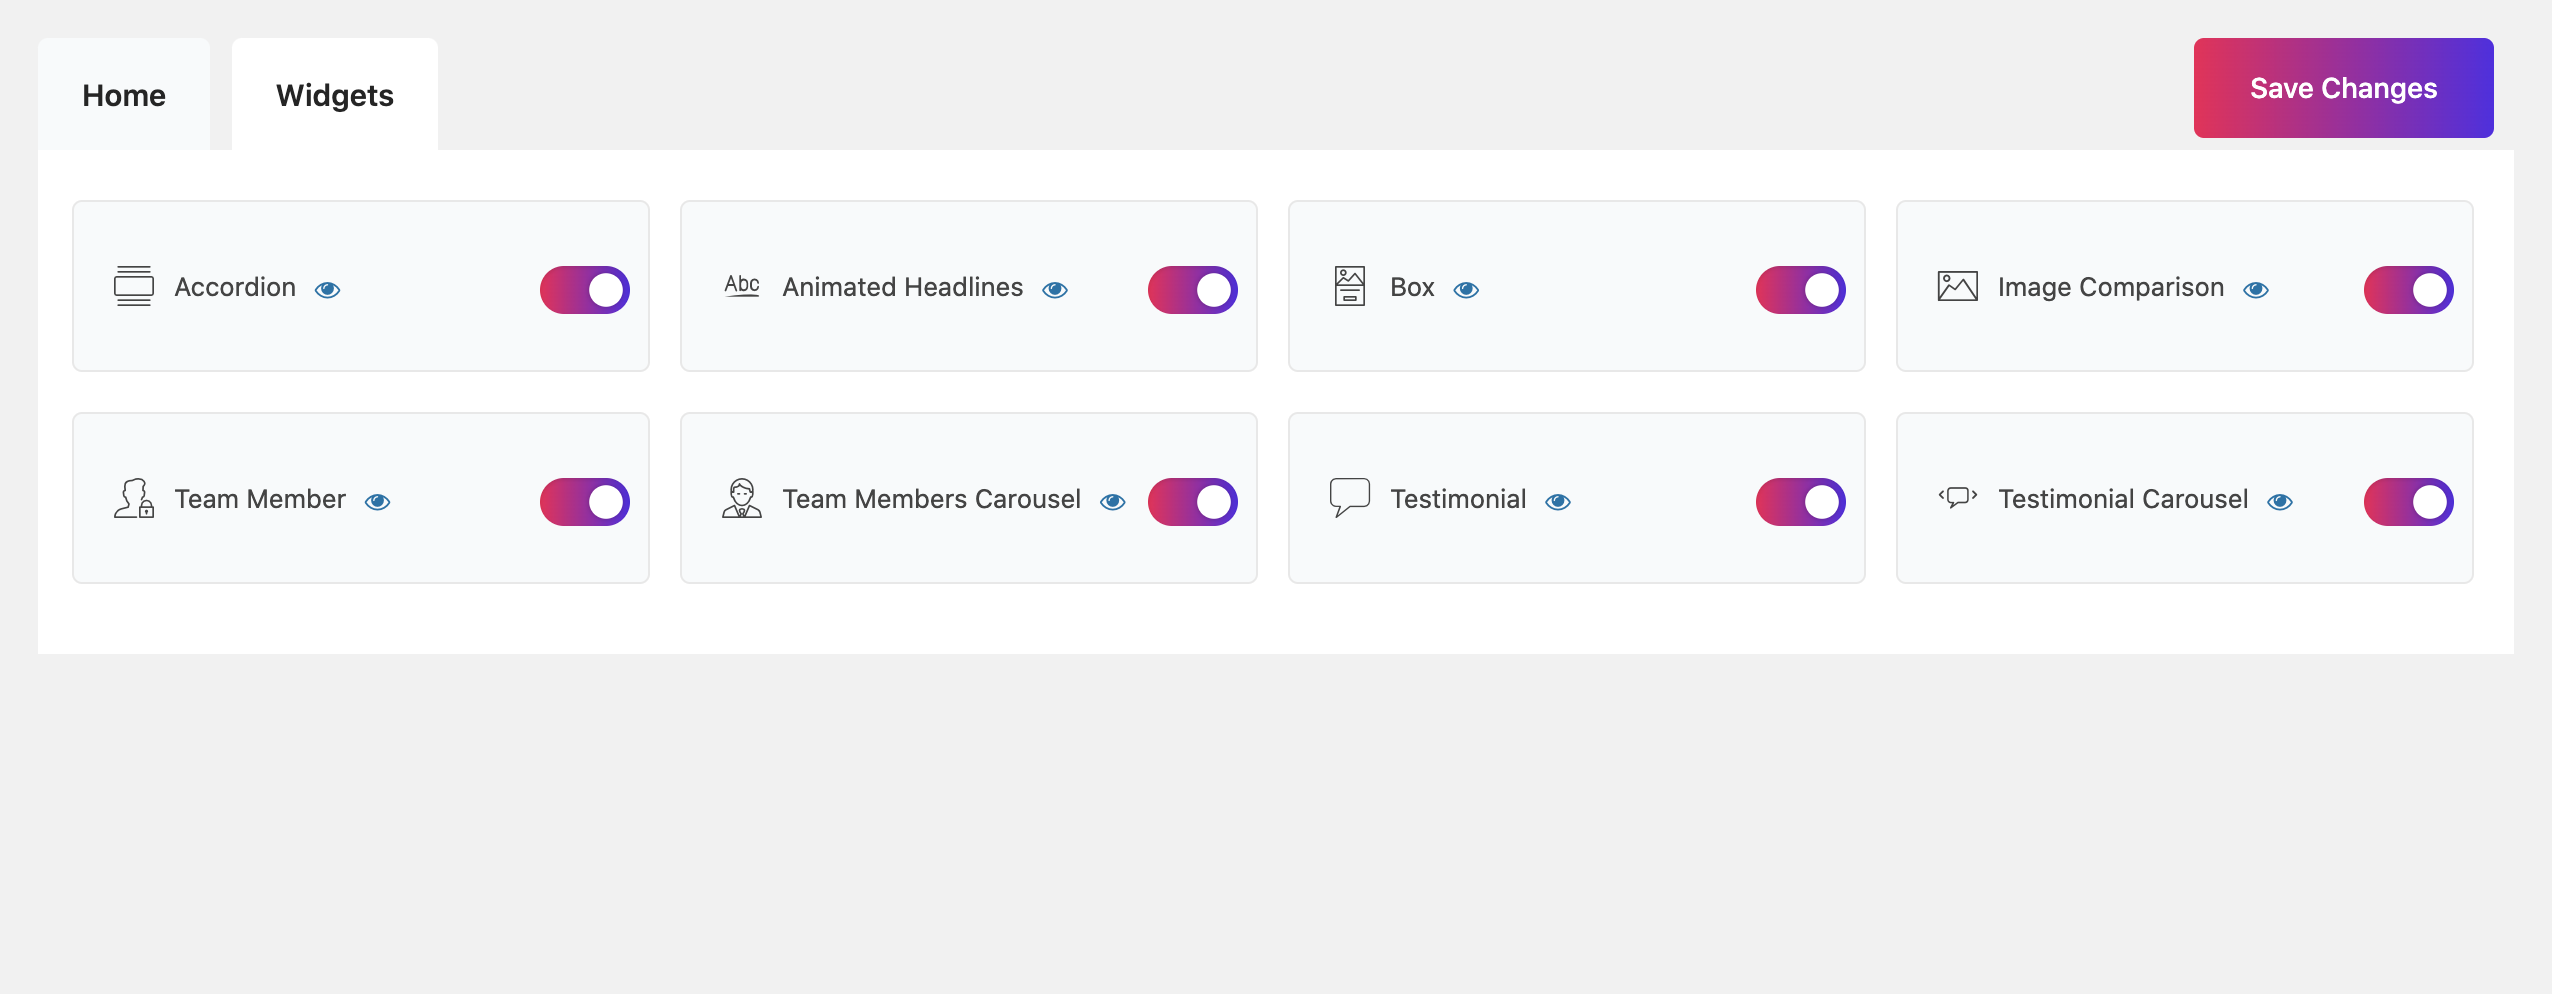 Home
Widgets
Save Changes
Accordion
Abc
Animated Headlines
Box
Image Comparison
Team Member
Team Members Carousel
Testimonial
Testimonial Carousel